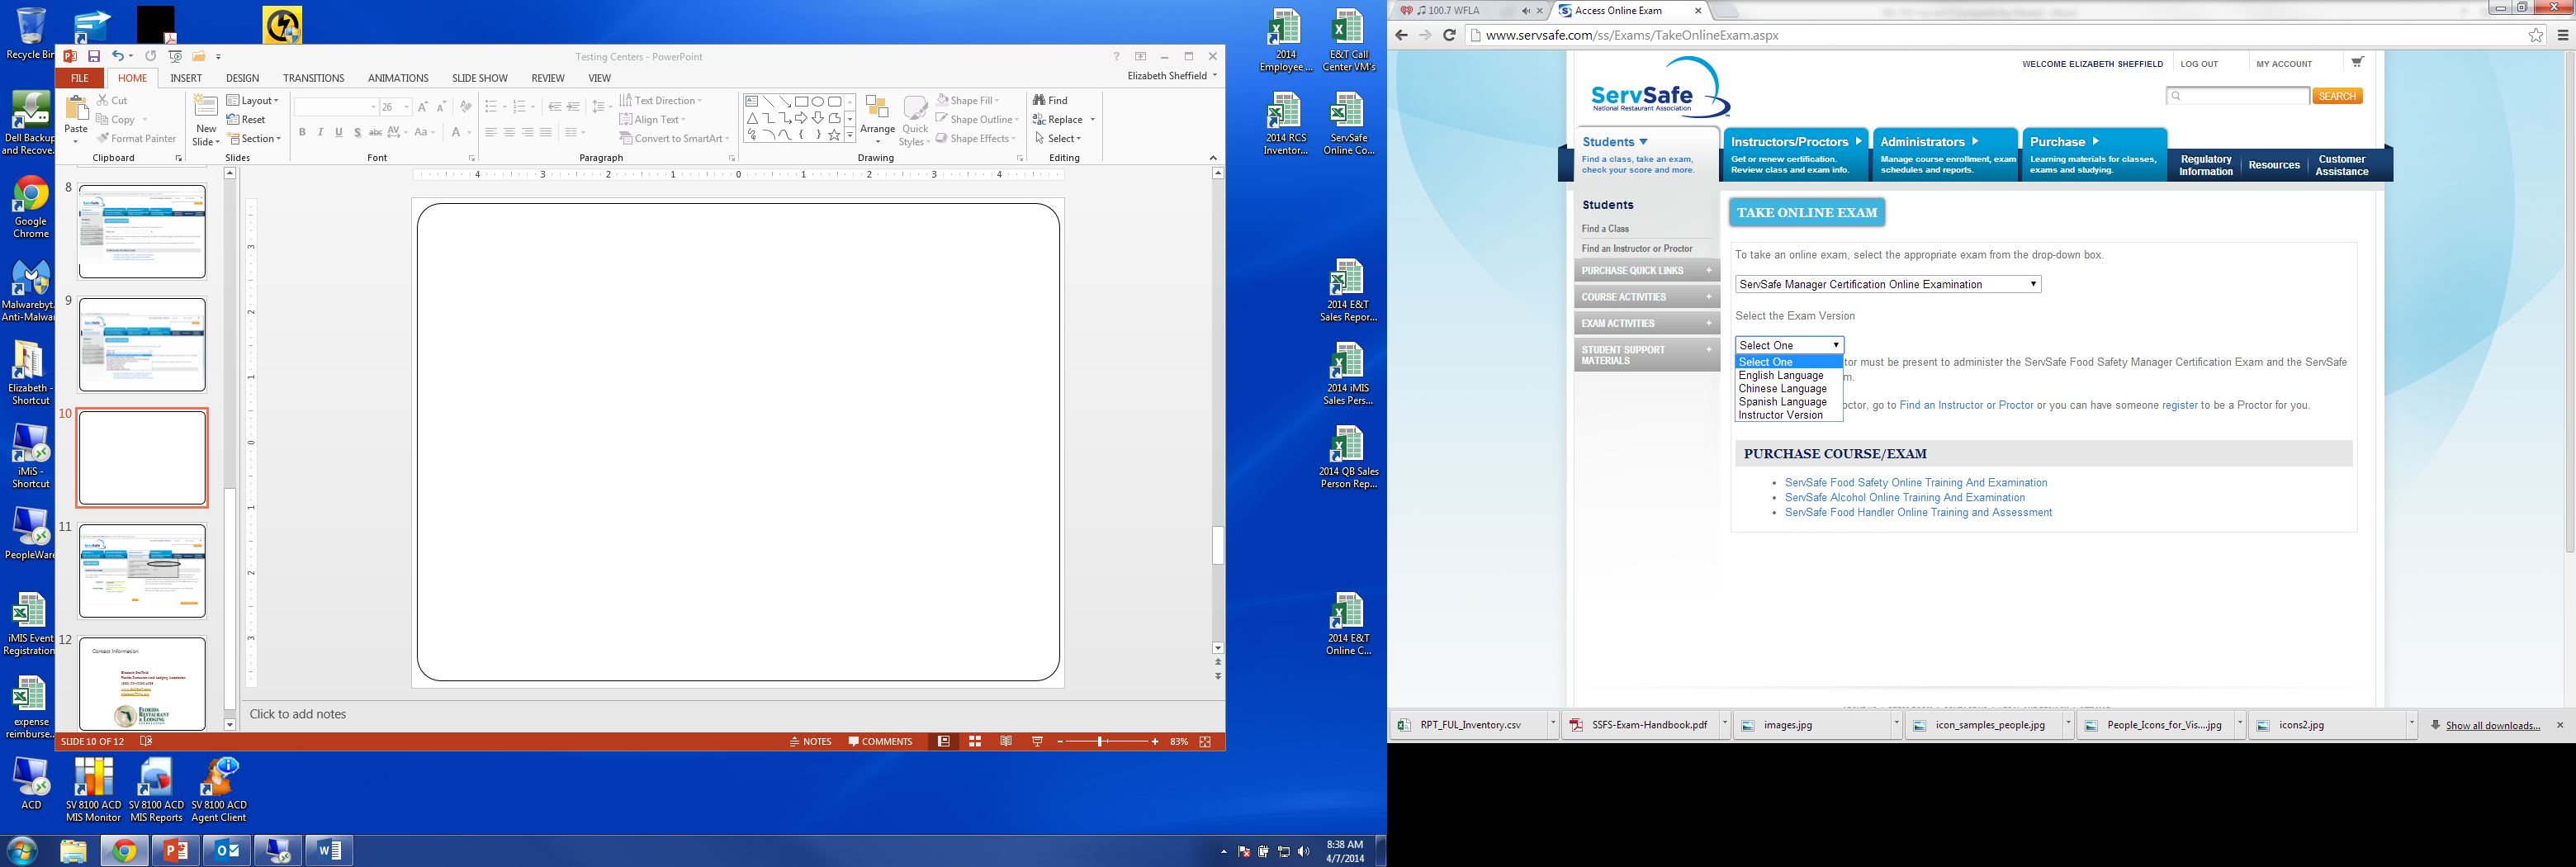 Recycle Bin
Testing Centers - PowerPoint
FILE
HOME
INSERT
DESIGN
TRANSITIONS
ANIMATIONS
SLIDE SHOW
REVIEW
VIEW
Elizabeth Sheffield
Paste
Cut
Copy
Format Painter
Clipboard
New
Slide
Layout
Reset
Section
Slides
26
Font
Text Direction
Align Text
Convert to SmartArt
Paragraph
Arrange
Quick
Styles
Shape Fill
Shape Outline
Shape Effects
Drawing
Find
Replace
Select
Editing
8
9
10
11
12
Contact Information
Click to add notes
SLIDE 10 OF 12
NOTES
COMMENTS
83%
Dell Backup
and Recove...
Google
Chrome
Malwarebyt...
Anti-Malwar
Elizabeth -
Shortcut
iMIS -
Shortcut
PeopleWare
iMIS Event
Registration
expense
reimburse...
ACD
SV 8100 ACD
MIS Monitor
SV 8100 ACD
MIS Reports
SV 8100 ACD
Agent Client
2014
Employee ...
E&T Call
Center VM's
2014 RCS
Inventor...
ServSafe
Online Co...
2014 E&T
Sales Repor...
2014 iMIS
Sales Pers...
2014 QB Sales
Person Rep...
2014 E&T
Online C...
8:38 AM
4/7/2014
100.7 WFLA
Access Online Exam
www.servsafe.com/ss/Exams/TakeOnlineExam.aspx
WELCOME ELIZABETH SHEFFIELD
LOG OUT
MY ACCOUNT
ServSafe
National Restaurant Association
SEARCH
Students
Find a class, take an exam,
check your score and more.
Instructors/Proctors
Get or renew certification.
Review class and exam info.
Administrators
Manage course enrollment, exam
schedules and reports.
Purchase
Learning materials for classes,
exams and studying.
Regulatory
Information
Resources
Customer
Assistance
Students
Find a Class
Find an Instructor or Proctor
PURCHASE QUICK LINKS +
COURSE ACTIVITIES +
EXAM ACTIVITIES +
STUDENT SUPPORT +
MATERIALS
TAKE ONLINE EXAM
To take an online exam, select the appropriate exam from the drop-down box.
ServSafe Manager Certification Online Examination
Select the Exam Version
Select One
Select One
English Language
Chinese Language
Spanish Language
Instructor Version
tor must be present to administer the ServSafe Food Safety Manager Certification Exam and the ServSafe
m.
octor, go to Find an Instructor or Proctor or you can have someone register to be a Proctor for you.
PURCHASE COURSE/EXAM
• ServSafe Food Safety Online Training And Examination
• ServSafe Alcohol Online Training And Examination
• ServSafe Food Handler Online Training and Assessment
RPT_FUL_Inventory.csv
SSFS-Exam-Handbook.pdf
images.jpg
icon_samples_people.jpg
People_Icons_for_Vis....jpg
icons2.jpg
Show all downloads...